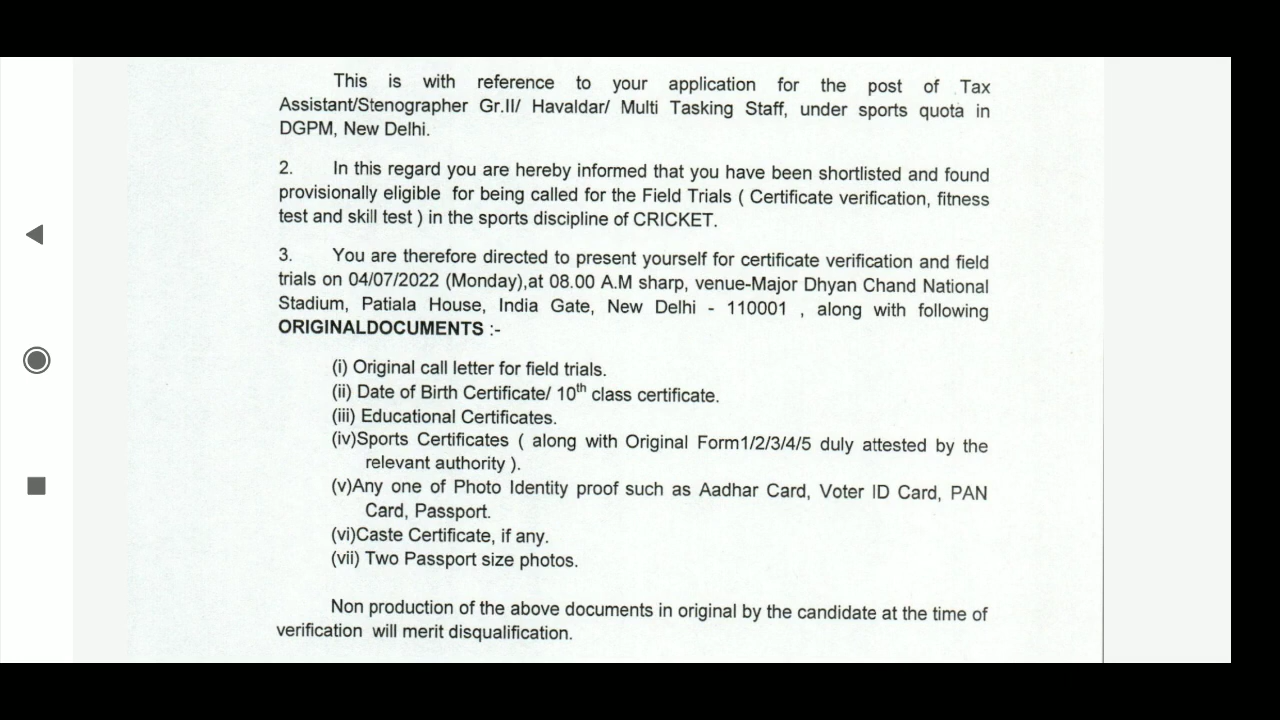 This is with reference to your application for the post of Tax
Assistant/Stenographer Gr.II/ Havaldar/ Multi Tasking Staff, under sports quota in
DGPM, New Delhi.
2. In this regard you are hereby informed that you have been shortlisted and found
provisionally eligible for being called for the Field Trials ( Certificate verification, fitness
test and skill test ) in the sports discipline of CRICKET.
3. You are therefore directed to present yourself for certificate verification and field
trials on 04/07/2022 (Monday),at 08.00 A.M sharp, venue-Major Dhyan Chand National
Stadium, Patiala House, India Gate, New Delhi - 110001 , along with following
ORIGINALDOCUMENTS :-
(i) Original call letter for field trials.
(ii) Date of Birth Certificate/ 10th class certificate.
(iii) Educational Certificates.
(iv)Sports Certificates ( along with Original Form1/2/3/4/5 duly attested by the
relevant authority ).
(v)Any one of Photo Identity proof such as Aadhar Card, Voter ID Card, PAN
Card, Passport.
(vi)Caste Certificate, if any.
(vii) Two Passport size photos.
Non production of the above documents in original by the candidate at the time of
verification will merit disqualification.